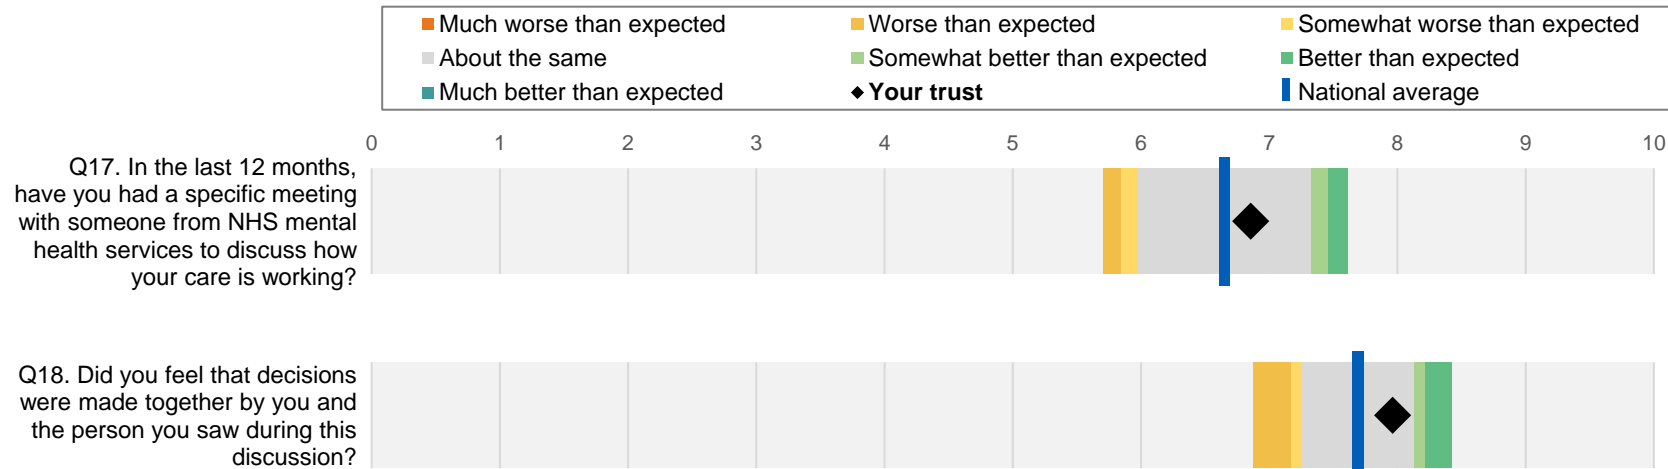 Much worse than expected
Worse than expected
Somewhat worse than expected
About the same
Somewhat better than expected
Better than expected
Much better than expected
Your trust
National average
0 1 2 3 4 5 6 7 8 9 10
Q17. In the last 12 months,
have you had a specific meeting
with someone from NHS mental
health services to discuss how
your care is working?
Q18. Did you feel that decisions
were made together by you and
the person you saw during this
discussion?